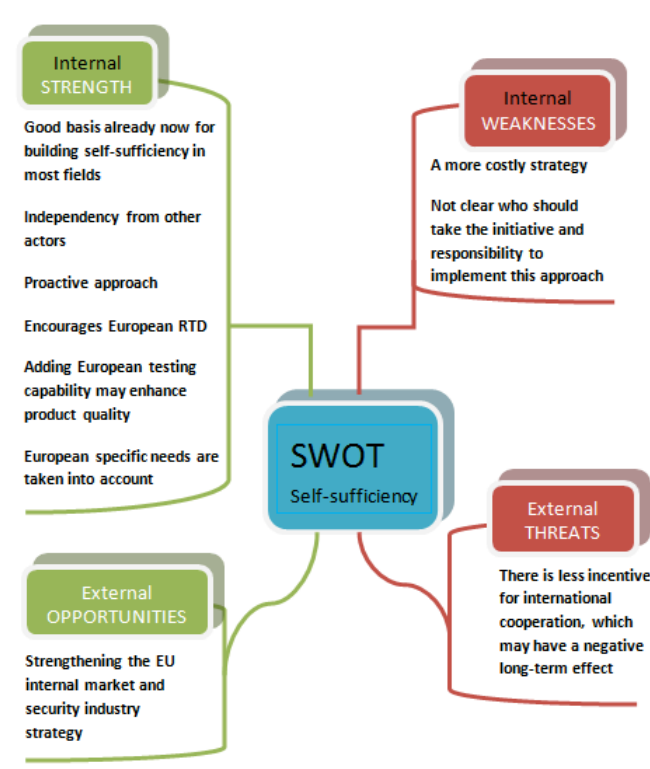 Internal
STRENGTH
Good basis already now for
building self-sufficiency in
most fields
Independency from other
actors
Proactive approach
Encourages European RTD
Adding European testing
capability may enhance
product quality
European specific needs are
taken into account
Internal
WEAKNESSES
A more costly strategy
Not clear who should
take the initiative and
responsibility to
implement this approach
SWOT
Self-sufficiency
External
OPPORTUNITIES
Strengthening the EU
internal market and
security industry
strategy
External
THREATS
There is less incentive
for international
cooperation, which
may have a negative
long-term effect